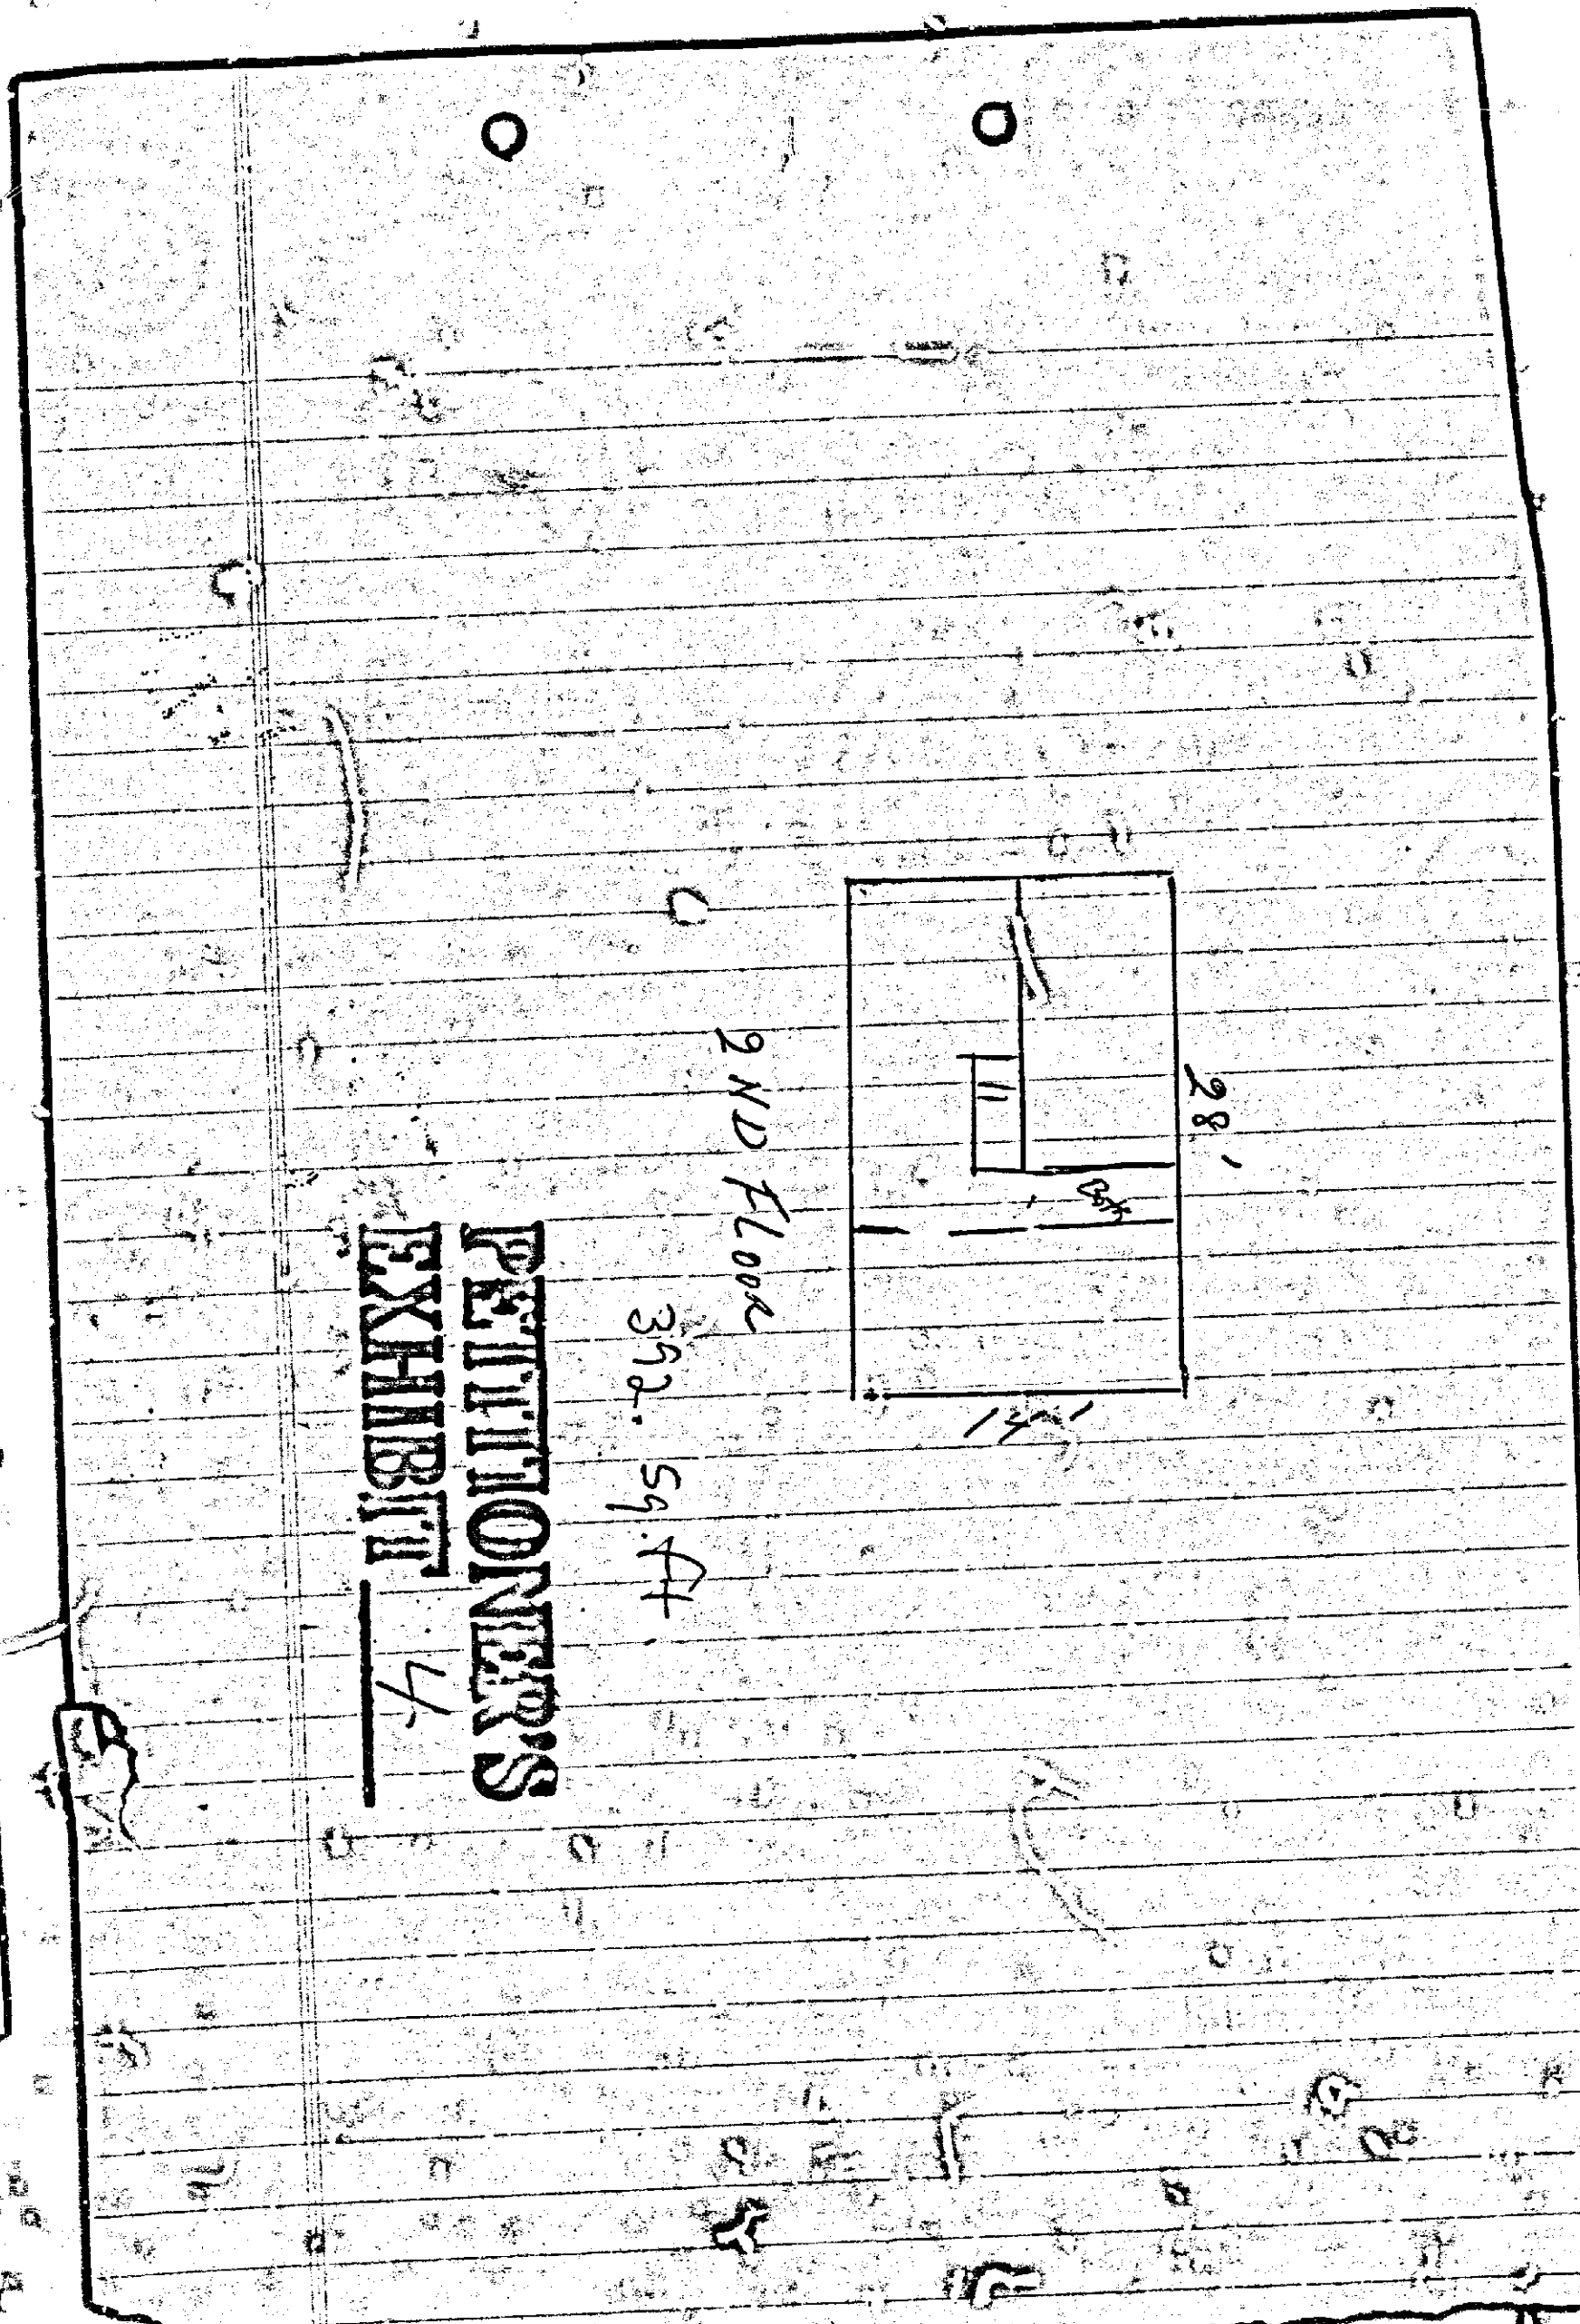 28'
14'
2ND FLOOR
392. sq. ft
PETITIONER'S
EXHIBIT 4